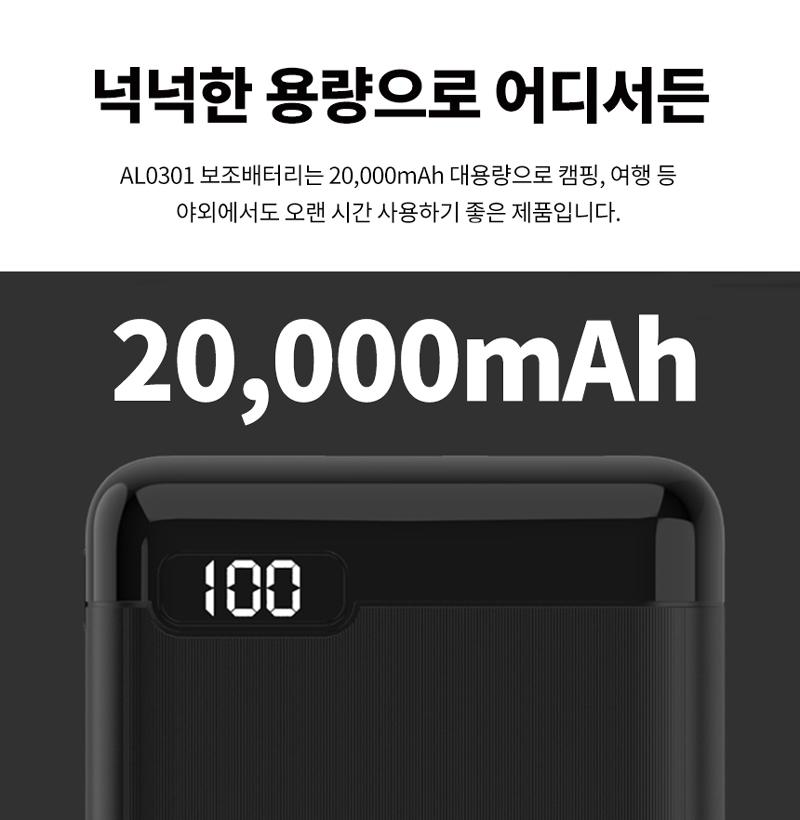 넉넉한 용량으로 어디서든
AL0301 보조배터리는 20,000mAh 대용량으로 캠핑, 여행 등
야외에서도 오랜 시간 사용하기 좋은 제품입니다.
20,000mAh
100